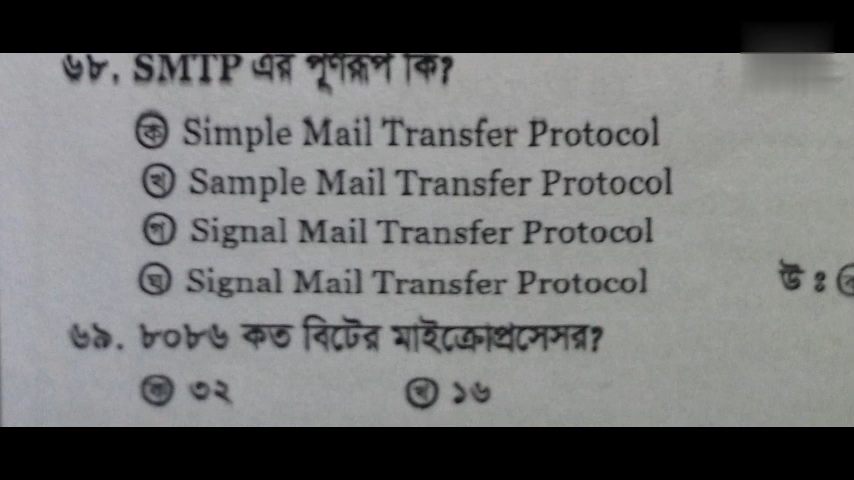 ৬৮. SMTP এর পূর্ণরূপ কি?
ক Simple Mail Transfer Protocol
খ Sample Mail Transfer Protocol
গ Signal Mail Transfer Protocol
ঘ Signal Mail Transfer Protocol
উঃ
৬৯. ৮০৮৬ কত বিটের মাইক্রোপ্রসেসর?
ক ৩২ খ ১৬